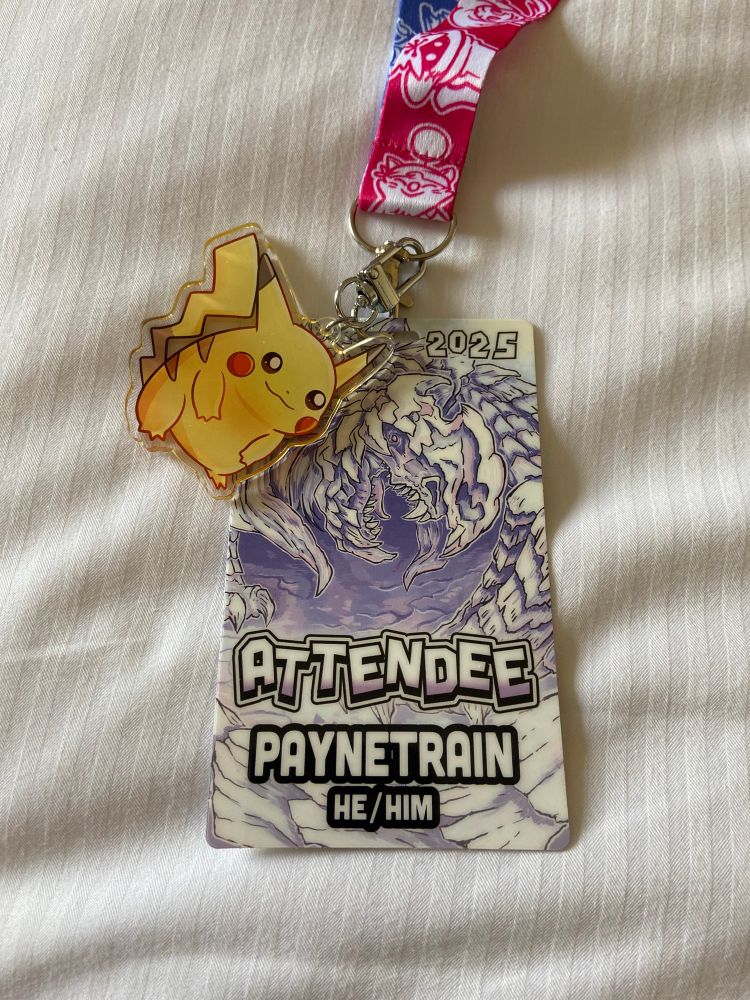 2025
ATTENDEE
PAYNETRAIN
HE/HIM